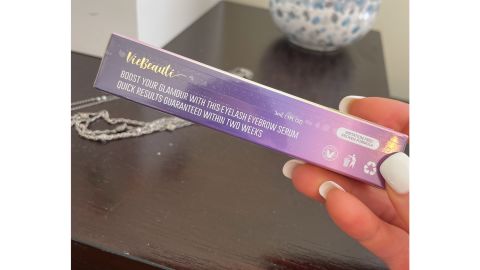 VieBeauti
BOOST YOUR GLAMOUR WITH THIS EYELASH EYEBROW SERUM
QUICK RESULTS GUARANTEED WITHIN TWO WEEKS